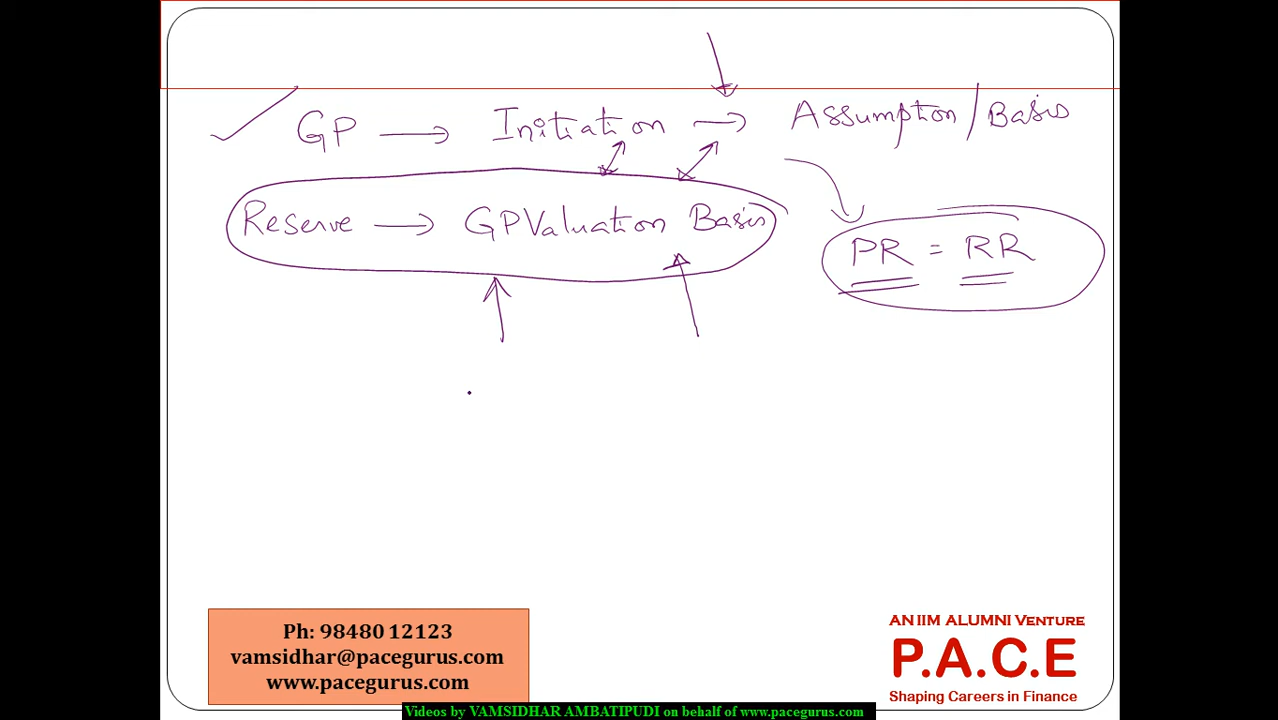 GP → Initiation → Assumption / Basis
Reserve → GPValuation Basis
PR = RR
Ph: 98480 12123
vamsidhar@pacegurus.com
www.pacegurus.com
AN IIM ALUMNI VENTURE
P.A.C.E
Shaping Careers in Finance
Videos by VAMSIDHAR AMBATIPUDI on behalf of www.pacegurus.com